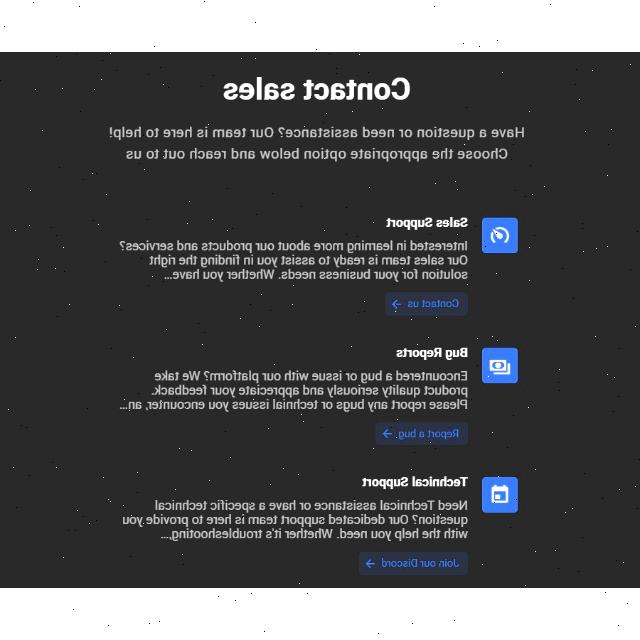 Contact sales
Have a question or need assistance? Our team is here to help!
Choose the appropriate option below and reach out to us
Sales Support
Interested in learning more about our products and services?
Our sales team is ready to assist you in finding the right
solution for your business needs. Whether you have...
Contact us →
Bug Reports
Encountered a bug or issue with our platform? We take
product quality seriously and appreciate your feedback.
Please report any bugs or technial issues you encounter, an...
Report a bug →
Technical Support
Need Technical assistance or have a specific technical
question? Our dedicated support team is here to provide you
with the help you need. Whether it's troubleshooting,...
Join our Discord →